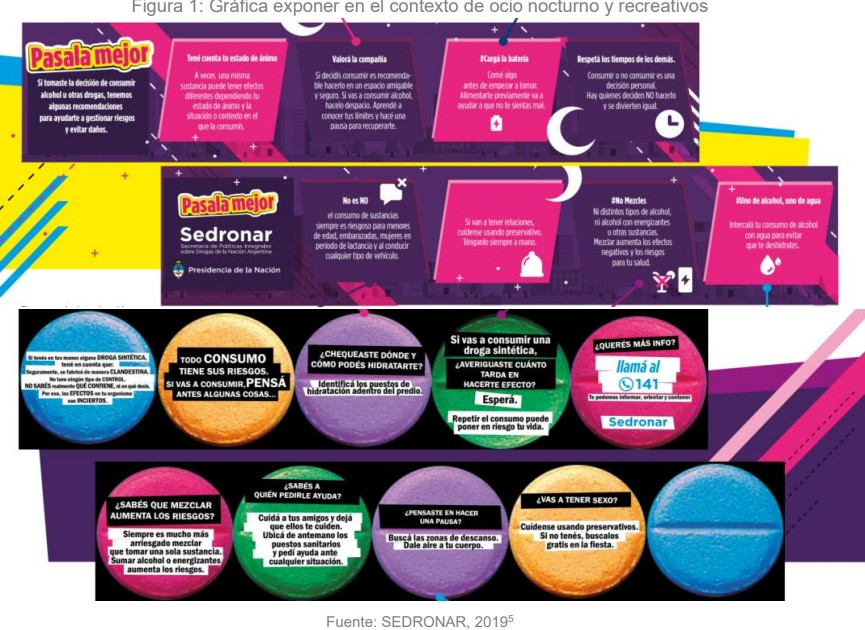 Figura 1: Gráfica exponer en el contexto de ocio nocturno y recreativos
Pasala mejor
Si tomaste la decisión de consumir
alcohol u otras drogas, tenemos
algunas recomendaciones
para ayudarte a gestionar riesgos
y evitar daños.
Tené cuenta tu estado de ánimo
A veces una misma
sustancia puede tener efectos
diferentes dependiendo tu
estado de ánimo y la
situación o contexto en el
que la consumis.
Valorá la compañía
Si decidís consumir es recomenda-
ble hacerlo en un espacio amigable
y seguro. Si vas a consumir alcohol,
hacelo despacio. Aprendé a
conocer tus límites y hacé una
pausa para recuperarte.
#Cargá la batería
Comé algo
antes de empezar a tomar.
Alimentarte previamente va a
ayudar a que no te sientas mal.
Respetá los tiempos de los demás.
Consumir o no consumir es una
decisión personal.
Hay quienes deciden NO hacerlo
y se divierten igual.
Pasala mejor
Sedronar
Secretaría de Políticas Integrales
sobre Drogas de la Nación Argentina
Presidencia de la Nación
No es NO
el consumo de sustancias
siempre es riesgoso para menores
de edad, embarazadas, mujeres en
periodo de lactancia y al conducir
cualquier tipo de vehículo.
Si van a tener relaciones,
cuídense usando preservativo.
Ténganlo siempre a mano.
#No Mezcles
Ni distintos tipos de alcohol,
ni alcohol con energizantes
u otras sustancias.
Mezclar aumenta los efectos
negativos y los riesgos
para tu salud.
#Uno de alcohol, uno de agua
Intercalá tu consumo de alcohol
con agua para evitar
que te deshidrates.
Si tenés en tus manos alguna DROGA SINTÉTICA,
tené en cuenta que:
Seguramente, se fabricó de manera CLANDESTINA.
No tuvo ningún tipo de CONTROL.
NO SABÉS realmente QUÉ CONTIENE, ni en qué dosis.
Por eso, los EFECTOS en tu organismo
son INCIERTOS.
TODO CONSUMO
TIENE SUS RIESGOS.
SI VAS A CONSUMIR, PENSÁ
ANTES ALGUNAS COSAS...
¿CHEQUEASTE DÓNDE Y
CÓMO PODÉS HIDRATARTE?
Identificá los puestos de
hidratación adentro del predio.
Si vas a consumir una
droga sintética,
¿AVERIGUASTE CUÁNTO
TARDA EN
HACERTE EFECTO?
Esperá.
Repetir el consumo puede
poner en riesgo tu vida.
¿QUERÉS MÁS INFO?
llamá al
141
Te podemos informar, orientar y contener
Sedronar
¿SABÉS QUE MEZCLAR
AUMENTA LOS RIESGOS?
Siempre es mucho más
arriesgado mezclar
que tomar una sola sustancia.
Sumar alcohol o energizantes
aumenta los riesgos.
¿SABÉS A
QUIÉN PEDIRLE AYUDA?
Cuidá a tus amigos y dejá
que ellos te cuiden.
Ubicá de antemano los
puestos sanitarios
y pedí ayuda ante
cualquier situación.
¿PENSASTE EN HACER
UNA PAUSA?
Buscá las zonas de descanso.
Dale aire a tu cuerpo.
¿VAS A TENER SEXO?
Cuídense usando preservativos.
Si no tenés, buscalos
gratis en la fiesta.
Fuente: SEDRONAR, 2019⁵